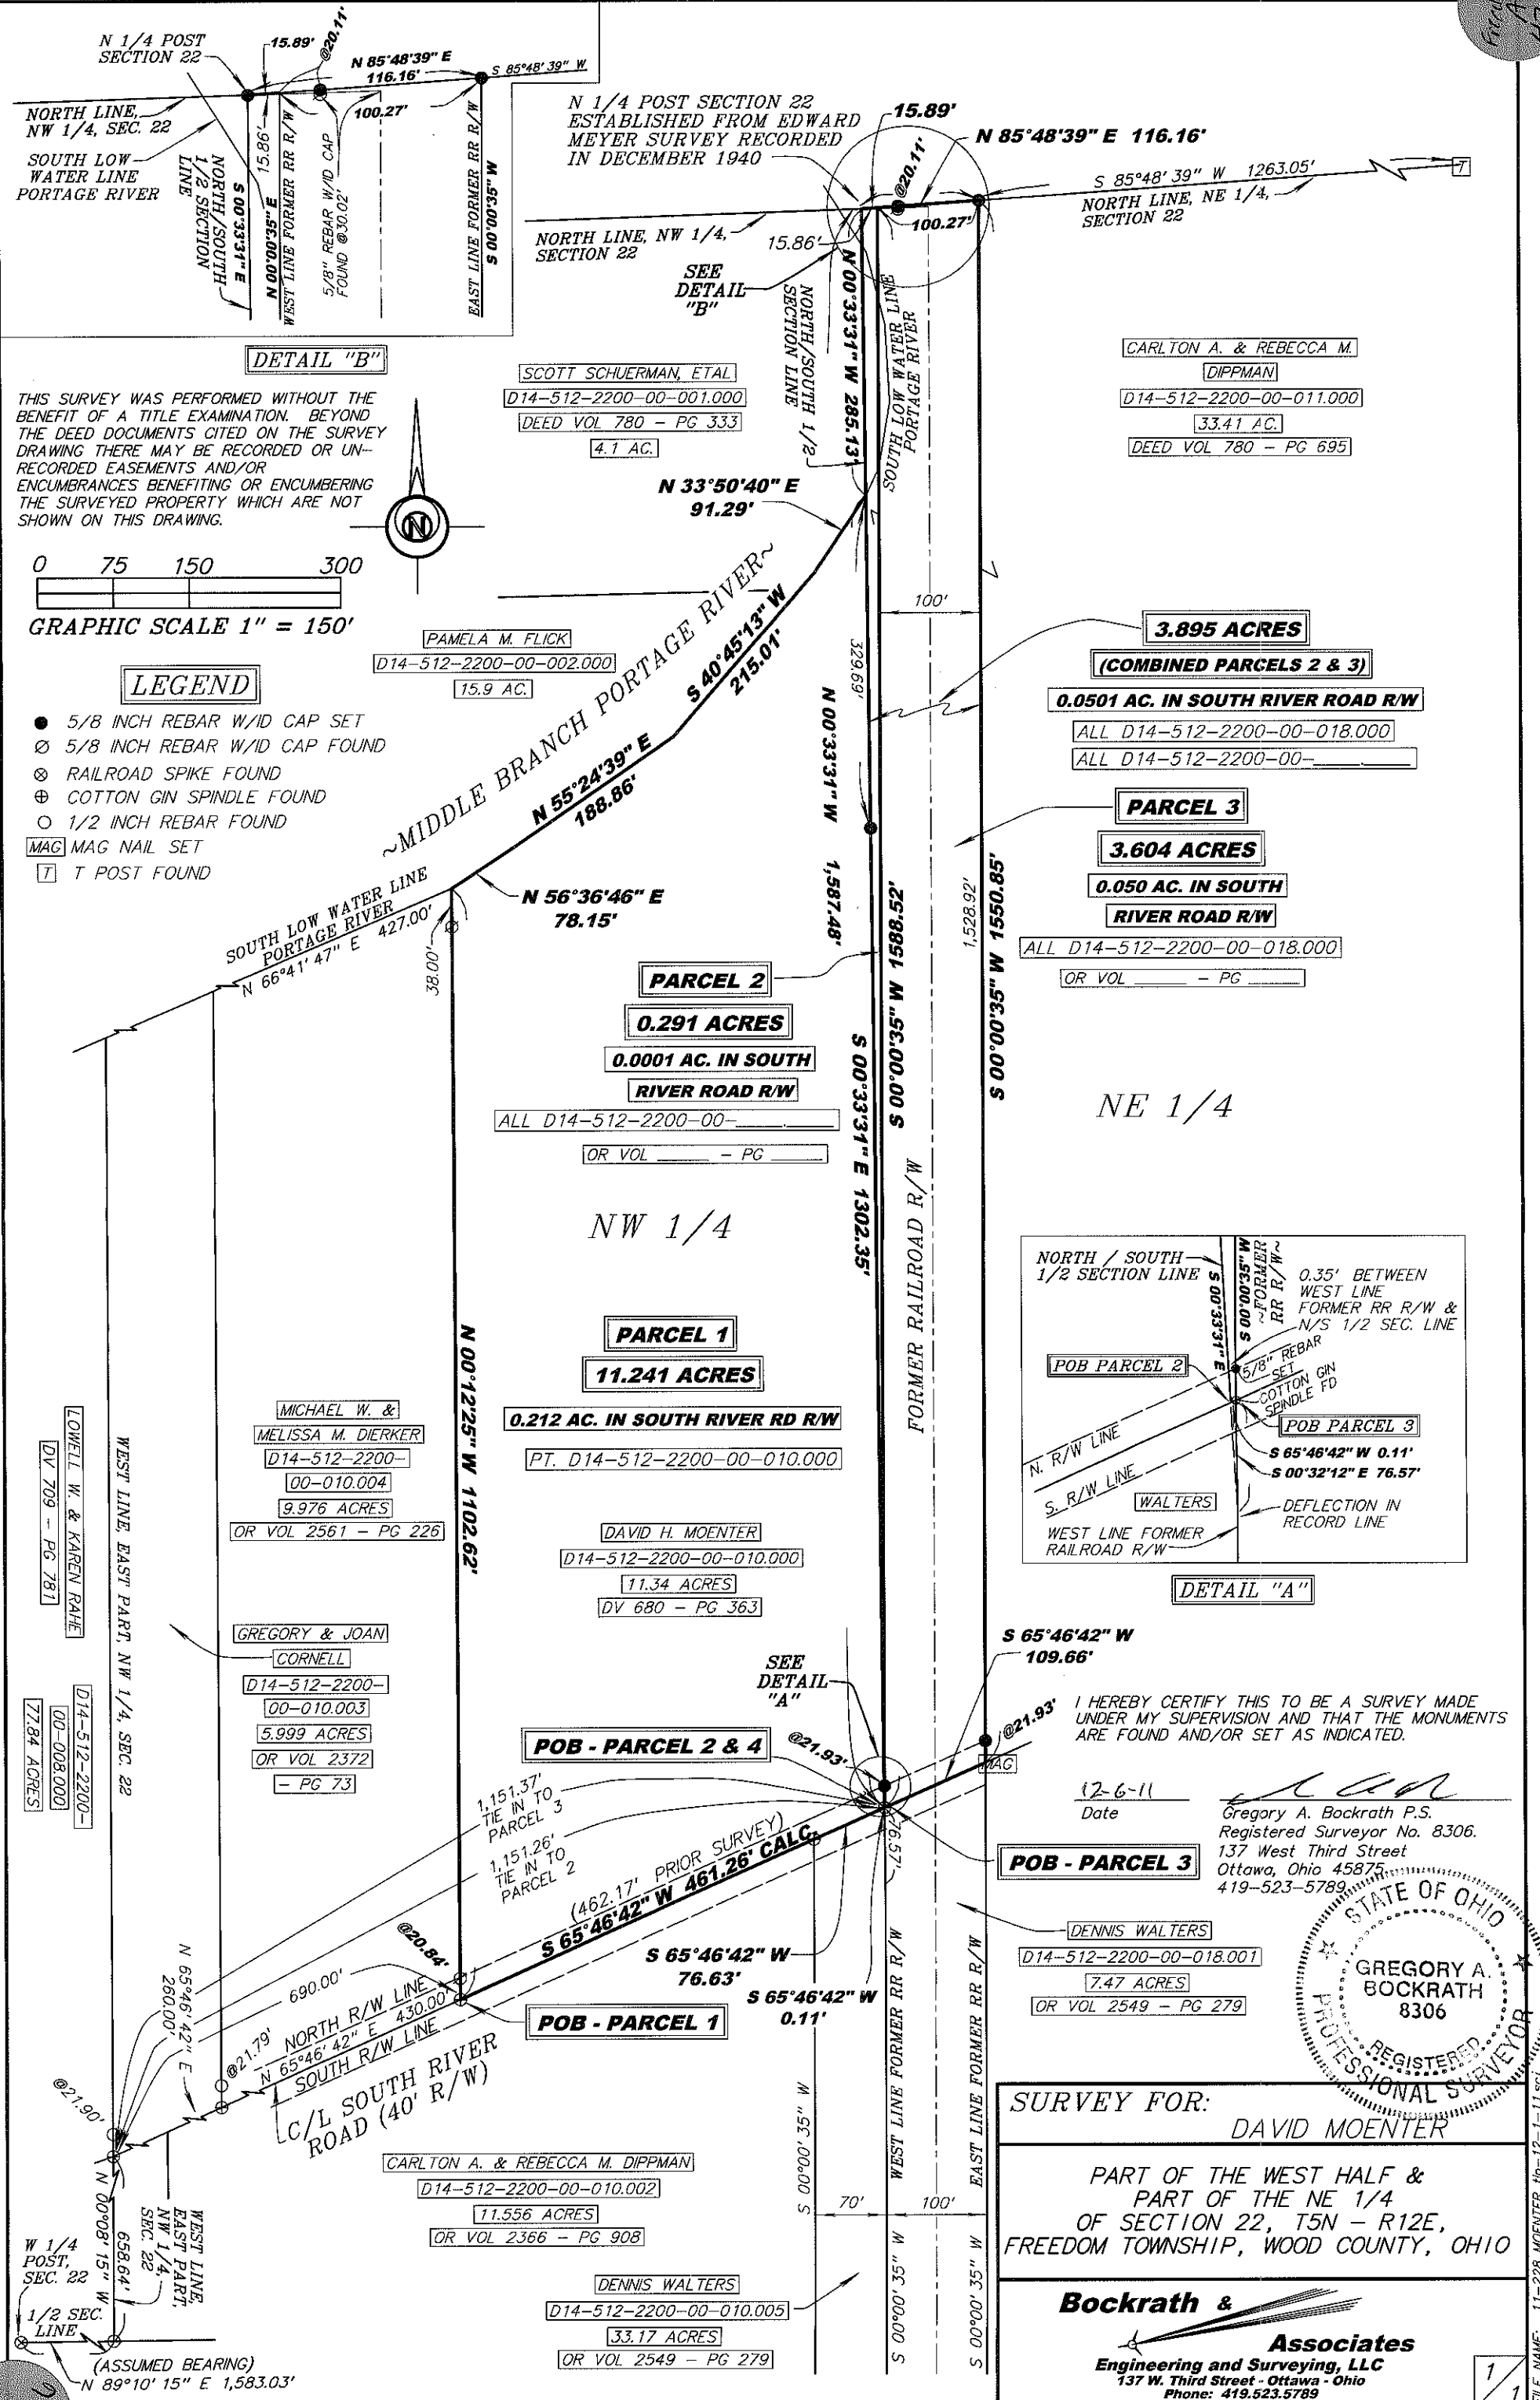 N 1/4 POST
SECTION 22
15.89'
@20.11'
N 85°48'39" E
116.16'
S 85°48'39" W
NORTH LINE,
NW 1/4, SEC. 22
100.27'
SOUTH LOW
WATER LINE
PORTAGE RIVER
NORTH/SOUTH
1/2 SECTION
LINE
S 00°33'31" E
15.86'
N 00°00'35" E
WEST LINE FORMER RR R/W
5/8" REBAR W/ID CAP
FOUND @30.02'
EAST LINE FORMER RR R/W
S 00°00'35" W
DETAIL "B"
N 1/4 POST SECTION 22
ESTABLISHED FROM EDWARD
MEYER SURVEY RECORDED
IN DECEMBER 1940
15.89'
N 85°48'39" E 116.16'
@20.11'
S 85°48'39" W 1263.05'
T
NORTH LINE, NE 1/4,
SECTION 22
100.27'
NORTH LINE, NW 1/4,
SECTION 22
15.86'
SEE
DETAIL
"B"
NORTH/SOUTH 1/2
SECTION LINE
N 00°33'31" W 285.13'
SOUTH LOW WATER LINE
PORTAGE RIVER
THIS SURVEY WAS PERFORMED WITHOUT THE
BENEFIT OF A TITLE EXAMINATION. BEYOND
THE DEED DOCUMENTS CITED ON THE SURVEY
DRAWING THERE MAY BE RECORDED OR UN-
RECORDED EASEMENTS AND/OR
ENCUMBRANCES BENEFITING OR ENCUMBERING
THE SURVEYED PROPERTY WHICH ARE NOT
SHOWN ON THIS DRAWING.
N
0 75 150 300
GRAPHIC SCALE 1" = 150'
SCOTT SCHUERMAN, ETAL
D14-512-2200-00-001.000
DEED VOL 780 - PG 333
4.1 AC.
CARLTON A. & REBECCA M.
DIPPMAN
D14-512-2200-00-011.000
33.41 AC.
DEED VOL 780 - PG 695
N 33°50'40" E
91.29'
~MIDDLE BRANCH PORTAGE RIVER~
S 40°45'13" W
215.01'
PAMELA M. FLICK
D14-512-2200-00-002.000
15.9 AC.
LEGEND
5/8 INCH REBAR W/ID CAP SET
5/8 INCH REBAR W/ID CAP FOUND
RAILROAD SPIKE FOUND
COTTON GIN SPINDLE FOUND
1/2 INCH REBAR FOUND
MAG MAG NAIL SET
T T POST FOUND
N 55°24'39" E
188.86'
N 56°36'46" E
78.15'
SOUTH LOW WATER LINE
PORTAGE RIVER
N 66°41'47" E 427.00'
38.00'
100'
329.69'
N 00°33'31" W 1,587.48'
S 00°00'35" W 1588.52'
1,528.92'
S 00°00'35" W 1550.85'
S 00°33'31" E 1302.35'
FORMER RAILROAD R/W
3.895 ACRES
(COMBINED PARCELS 2 & 3)
0.0501 AC. IN SOUTH RIVER ROAD R/W
ALL D14-512-2200-00-018.000
ALL D14-512-2200-00-____.____
PARCEL 3
3.604 ACRES
0.050 AC. IN SOUTH
RIVER ROAD R/W
ALL D14-512-2200-00-018.000
OR VOL ____ - PG ____
PARCEL 2
0.291 ACRES
0.0001 AC. IN SOUTH
RIVER ROAD R/W
ALL D14-512-2200-00-____.____
OR VOL ____ - PG ____
NE 1/4
NW 1/4
PARCEL 1
11.241 ACRES
0.212 AC. IN SOUTH RIVER RD R/W
PT. D14-512-2200-00-010.000
DAVID H. MOENTER
D14-512-2200-00-010.000
11.34 ACRES
DV 680 - PG 363
N 00°12'25" W 1102.62'
MICHAEL W. &
MELISSA M. DIERKER
D14-512-2200-
00-010.004
9.976 ACRES
OR VOL 2561 - PG 226
GREGORY & JOAN
CORNELL
D14-512-2200-
00-010.003
5.999 ACRES
OR VOL 2372
- PG 73
WEST LINE, EAST PART, NW 1/4, SEC. 22
LOWELL W. & KAREN RAHE
DV 709 - PG 781
D14-512-2200-
00-008.000
77.84 ACRES
NORTH / SOUTH
1/2 SECTION LINE
S 00°33'31" E
S 00°00'35" W
~FORMER
RR R/W~
0.35' BETWEEN
WEST LINE
FORMER RR R/W &
N/S 1/2 SEC. LINE
POB PARCEL 2
5/8" REBAR
SET
COTTON GIN
SPINDLE FD
POB PARCEL 3
N. R/W LINE
S. R/W LINE
S 65°46'42" W 0.11'
S 00°32'12" E 76.57'
WALTERS
DEFLECTION IN
RECORD LINE
WEST LINE FORMER
RAILROAD R/W
DETAIL "A"
S 65°46'42" W
109.66'
SEE
DETAIL
"A"
@21.93'
@21.93'
MAG
POB - PARCEL 2 & 4
POB - PARCEL 3
76.57'
I HEREBY CERTIFY THIS TO BE A SURVEY MADE
UNDER MY SUPERVISION AND THAT THE MONUMENTS
ARE FOUND AND/OR SET AS INDICATED.
12-6-11
Date
Gregory A. Bockrath P.S.
Registered Surveyor No. 8306.
137 West Third Street
Ottawa, Ohio 45875
419-523-5789
STATE OF OHIO
GREGORY A.
BOCKRATH
8306
REGISTERED
PROFESSIONAL SURVEYOR
1,151.37'
TIE IN TO
PARCEL 3
1,151.26'
TIE IN TO
PARCEL 2
(462.17' PRIOR SURVEY)
S 65°46'42" W 461.26' CALC.
@20.84'
690.00'
S 65°46'42" W
76.63'
S 65°46'42" W
0.11'
POB - PARCEL 1
N 65°46'42" E
260.00'
@21.79'
@21.90'
NORTH R/W LINE
N 65°46'42" E 430.00'
SOUTH R/W LINE
C/L SOUTH RIVER
ROAD (40' R/W)
DENNIS WALTERS
D14-512-2200-00-018.001
7.47 ACRES
OR VOL 2549 - PG 279
CARLTON A. & REBECCA M. DIPPMAN
D14-512-2200-00-010.002
11.556 ACRES
OR VOL 2366 - PG 908
DENNIS WALTERS
D14-512-2200-00-010.005
33.17 ACRES
OR VOL 2549 - PG 279
S 00°00'35" W
WEST LINE FORMER RR R/W
S 00°00'35" W
EAST LINE FORMER RR R/W
S 00°00'35" W
70'
100'
WEST LINE,
EAST PART,
NW 1/4,
SEC. 22
658.64'
N 00°08'15" W
W 1/4
POST,
SEC. 22
1/2 SEC.
LINE
(ASSUMED BEARING)
N 89°10'15" E 1,583.03'
SURVEY FOR:
DAVID MOENTER
PART OF THE WEST HALF &
PART OF THE NE 1/4
OF SECTION 22, T5N - R12E,
FREEDOM TOWNSHIP, WOOD COUNTY, OHIO
Bockrath &
Associates
Engineering and Surveying, LLC
137 W. Third Street - Ottawa - Ohio
Phone: 419.523.5789
1/1